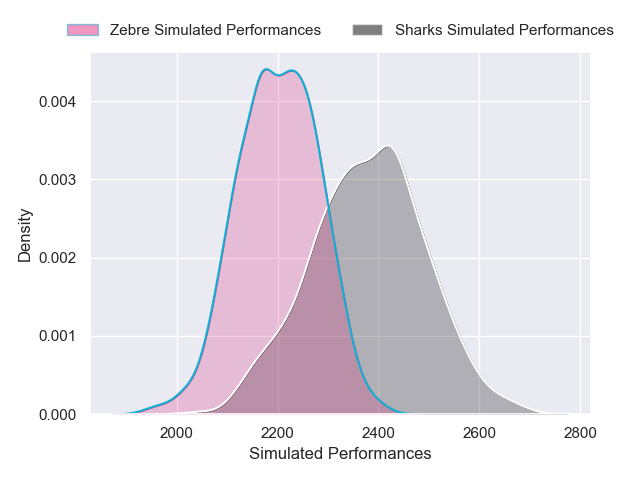 Zebre Simulated Performances Sharks Simulated Performances
0.004
0.003
0.002
0.001
0.000
Density
2000 2200 2400 2600 2800
Simulated Performances